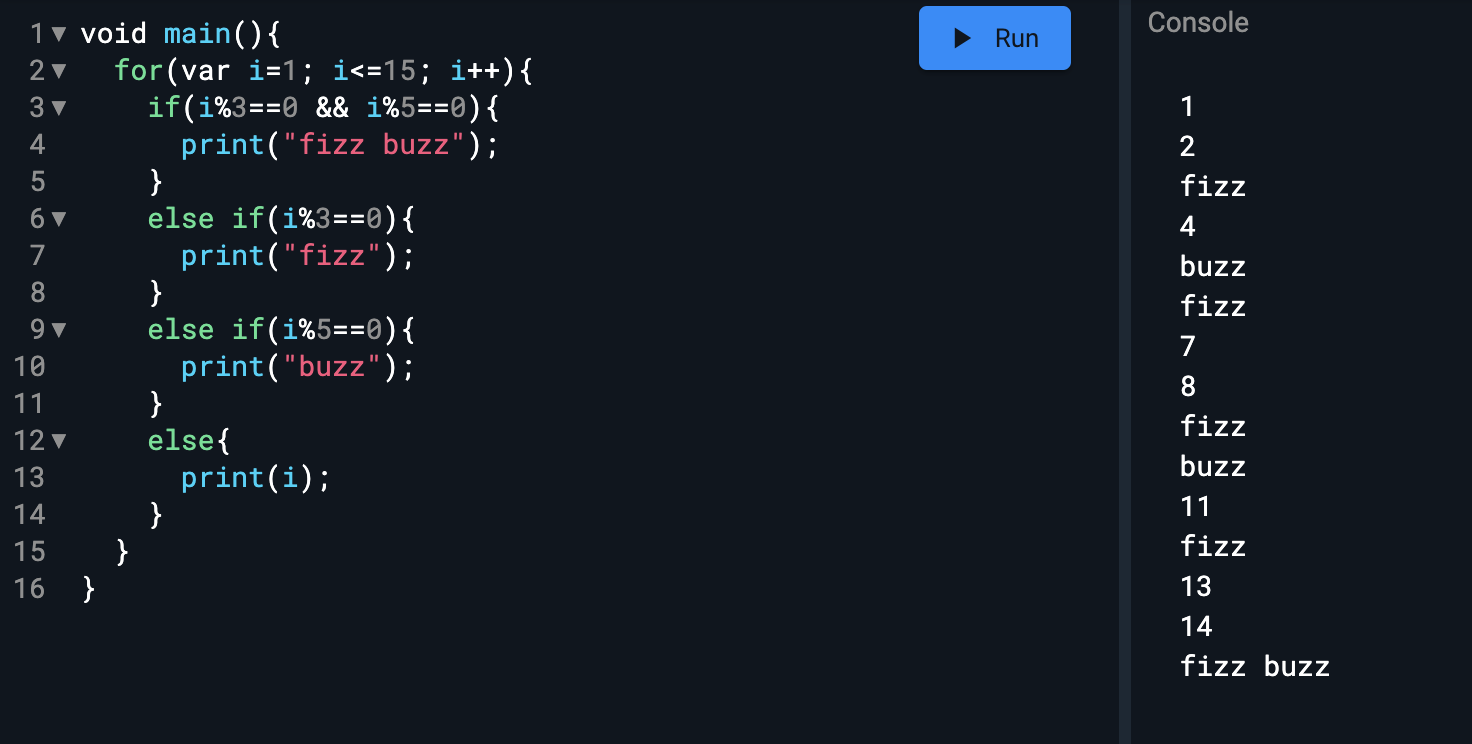 1 void main(){
2   for(var i=1; i<=15; i++){
3     if(i%3==0 && i%5==0){
4       print("fizz buzz");
5     }
6     else if(i%3==0){
7       print("fizz");
8     }
9     else if(i%5==0){
10       print("buzz");
11     }
12     else{
13       print(i);
14     }
15   }
16 }
Run
Console
1
2
fizz
4
buzz
fizz
7
8
fizz
buzz
11
fizz
13
14
fizz buzz